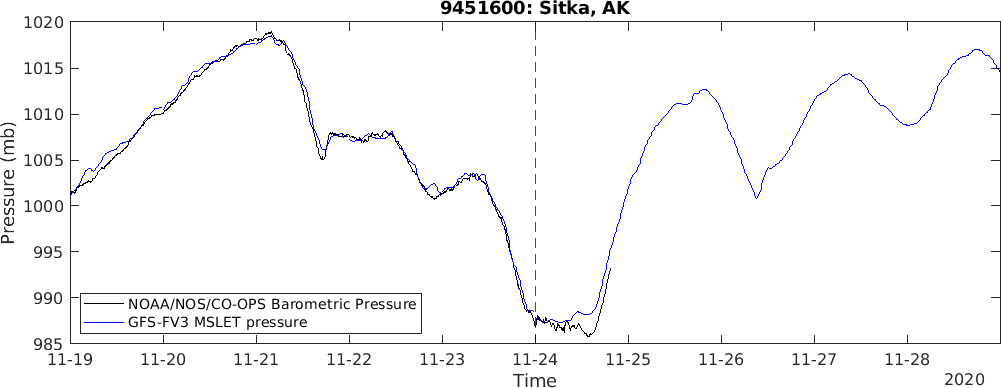 9451600: Sitka, AK
1020
1015
1010
1005
1000
995
990
985
Pressure (mb)
NOAA/NOS/CO-OPS Barometric Pressure
GFS-FV3 MSLET pressure
11-19 11-20 11-21 11-22 11-23 11-24 11-25 11-26 11-27 11-28
Time
2020